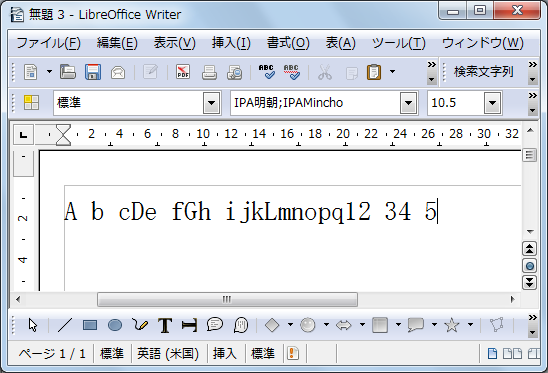 無題 3 - LibreOffice Writer
ファイル(F) 編集(E) 表示(V) 挿入(I) 書式(O) 表(A) ツール(T) ウィンドウ(W)
ABC ABC 検索文字列
標準 IPA明朝;IPAMincho 10.5
2 4 6 8 10 12 14 16 18 20 22 24 26 28 30 32
A b cDe fGh ijkLmnopq12 34 5
2
4
T
ページ 1 / 1 標準 英語 (米国) 挿入 標準